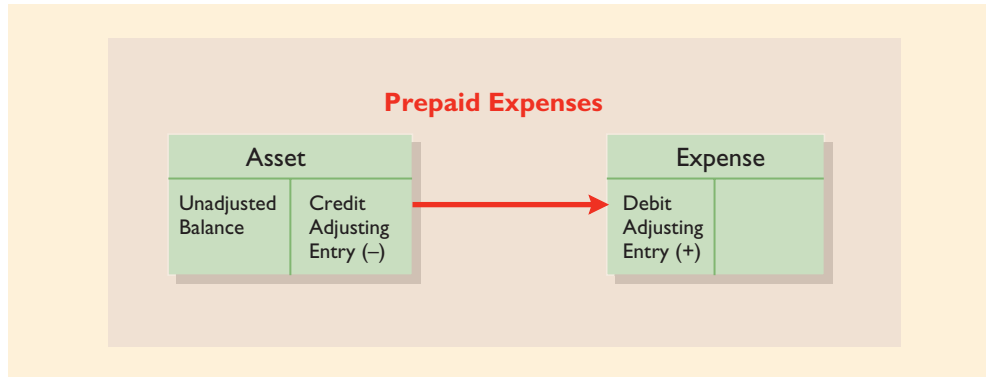 Prepaid Expenses
Asset
Unadjusted
Balance
Credit
Adjusting
Entry (–)
Expense
Debit
Adjusting
Entry (+)